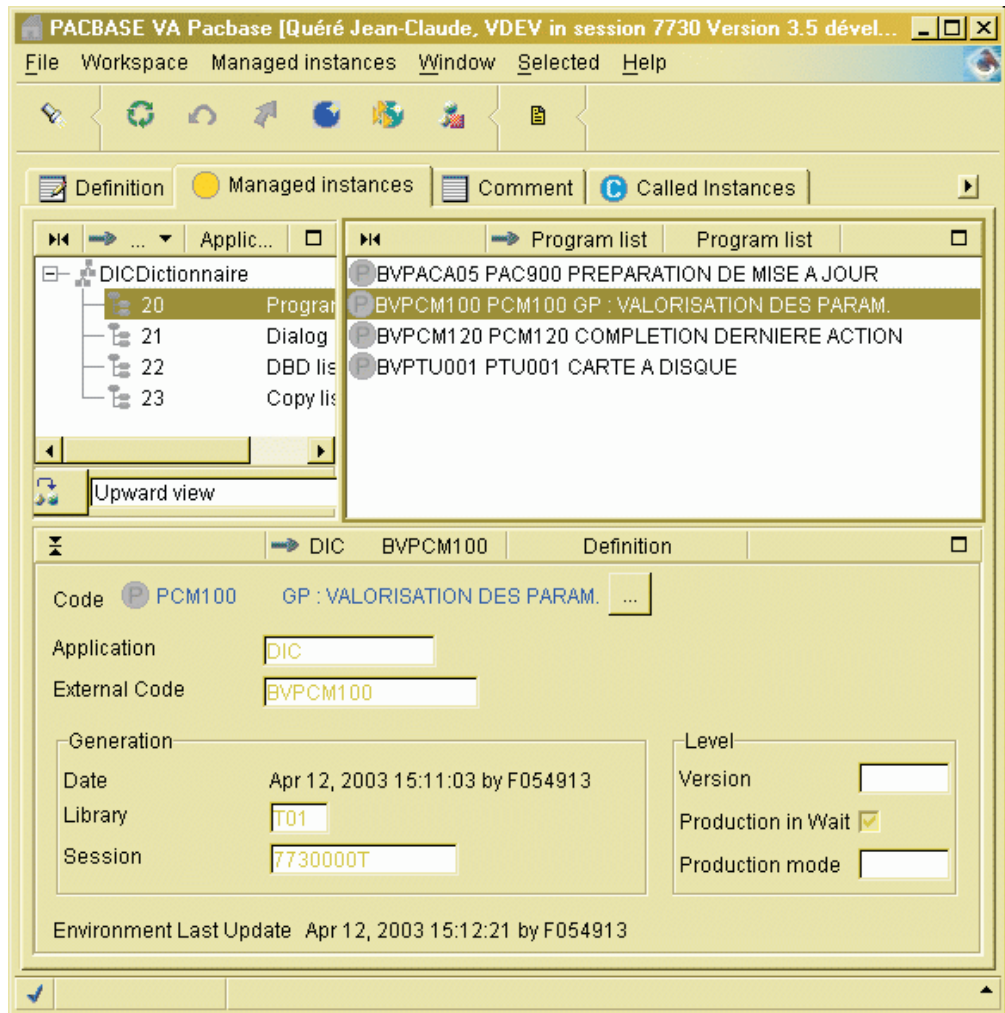 PACBASE VA Pacbase [Quéré Jean-Claude, VDEV in session 7730 Version 3.5 dével...
File Workspace Managed instances Window Selected Help
Definition Managed instances Comment Called Instances
... Applic...
DICDictionnaire
20 Program
21 Dialog
22 DBD lis
23 Copy lis
Upward view
Program list Program list
BVPACA05 PAC900 PREPARATION DE MISE A JOUR
BVPCM100 PCM100 GP : VALORISATION DES PARAM.
BVPCM120 PCM120 COMPLETION DERNIERE ACTION
BVPTU001 PTU001 CARTE A DISQUE
DIC BVPCM100 Definition
Code P PCM100 GP : VALORISATION DES PARAM. ...
Application DIC
External Code BVPCM100
Generation
Date Apr 12, 2003 15:11:03 by F054913
Library T01
Session 7730000T
Level
Version
Production in Wait
Production mode
Environment Last Update Apr 12, 2003 15:12:21 by F054913